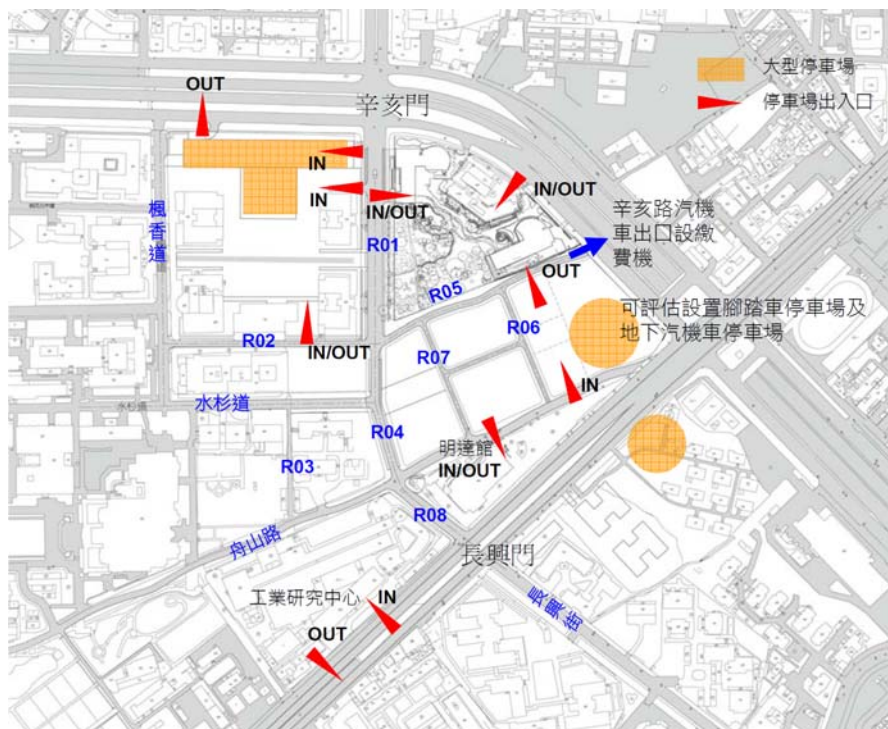 大型停車場
停車場出入口
OUT
辛亥門
IN
IN
IN/OUT
IN/OUT
辛亥路汽機
車出口設繳
費機
楓香道
R01
OUT
R05
可評估設置腳踏車停車場及
地下汽機車停車場
R06
R02
IN/OUT
R07
IN
水杉道
水杉道
R04
明達館
IN/OUT
R03
R08
舟山路
長興門
工業研究中心
IN
長興街
OUT